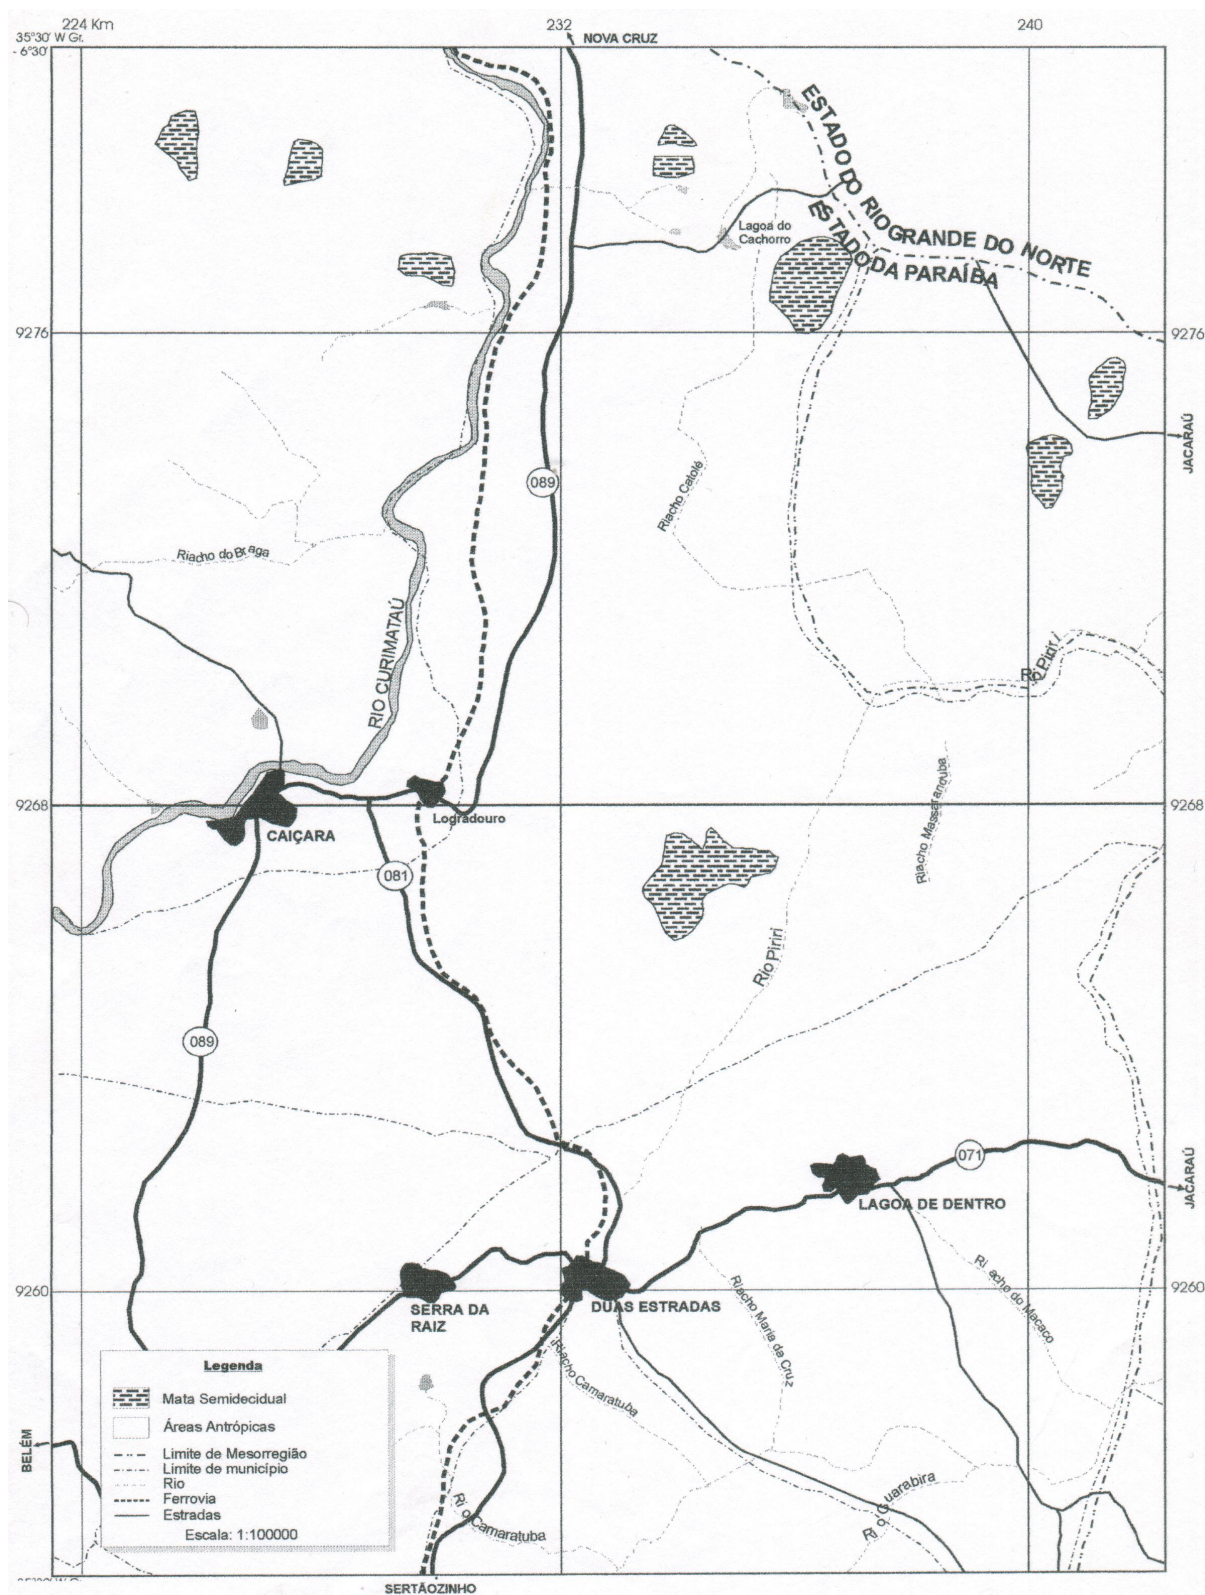 224 Km
232
240
35°30' W Gr.
- 6°30'
NOVA CRUZ
ESTADO DO RIO GRANDE DO NORTE
ESTADO DA PARAÍBA
Lagoa do
Cachorro
9276
9276
JACARAÚ
089
Riacho Catolé
Riacho do Braga
RIO CURIMATAÚ
Rio Piriri
Riacho Massaranduba
9268
9268
Logradouro
CAIÇARA
081
Rio Piriri
089
071
JACARAÚ
LAGOA DE DENTRO
9260
9260
SERRA DA
RAIZ
DUAS ESTRADAS
Riacho Maria da Cruz
Riacho do Macaco
Riacho Camaratuba
Legenda
Mata Semidecidual
Áreas Antrópicas
Limite de Mesorregião
Limite de município
Rio
Ferrovia
Estradas
Escala: 1:100000
BELÉM
Rio Camaratuba
Rio Guarabira
SERTÃOZINHO